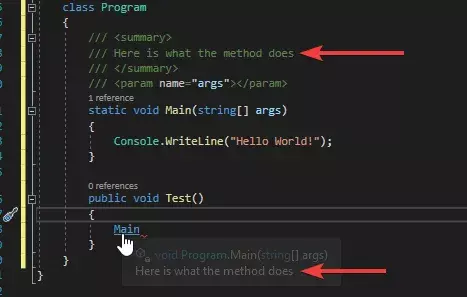 class Program
{
/// <summary>
/// Here is what the method does
/// </summary>
/// <param name="args"></param>
1 reference
static void Main(string[] args)
{
Console.WriteLine("Hello World!");
}
0 references
public void Test()
{
Main
}
void Program.Main(string[] args)
Here is what the method does
}
}